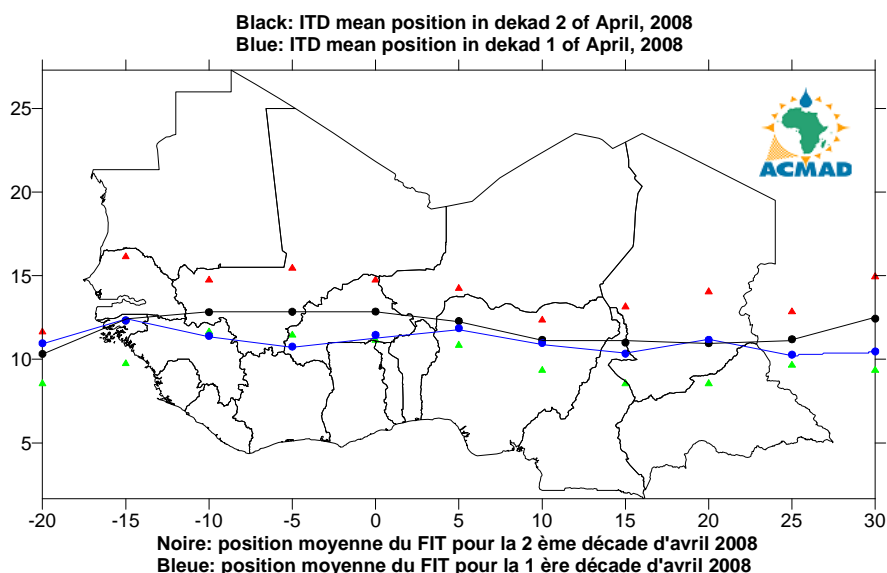 Black: ITD mean position in dekad 2 of April, 2008
Blue: ITD mean position in dekad 1 of April, 2008
25
20
15
10
5
ACMAD
-20 -15 -10 -5 0 5 10 15 20 25 30
Noire: position moyenne du FIT pour la 2 ème décade d'avril 2008
Bleue: position moyenne du FIT pour la 1 ère décade d'avril 2008